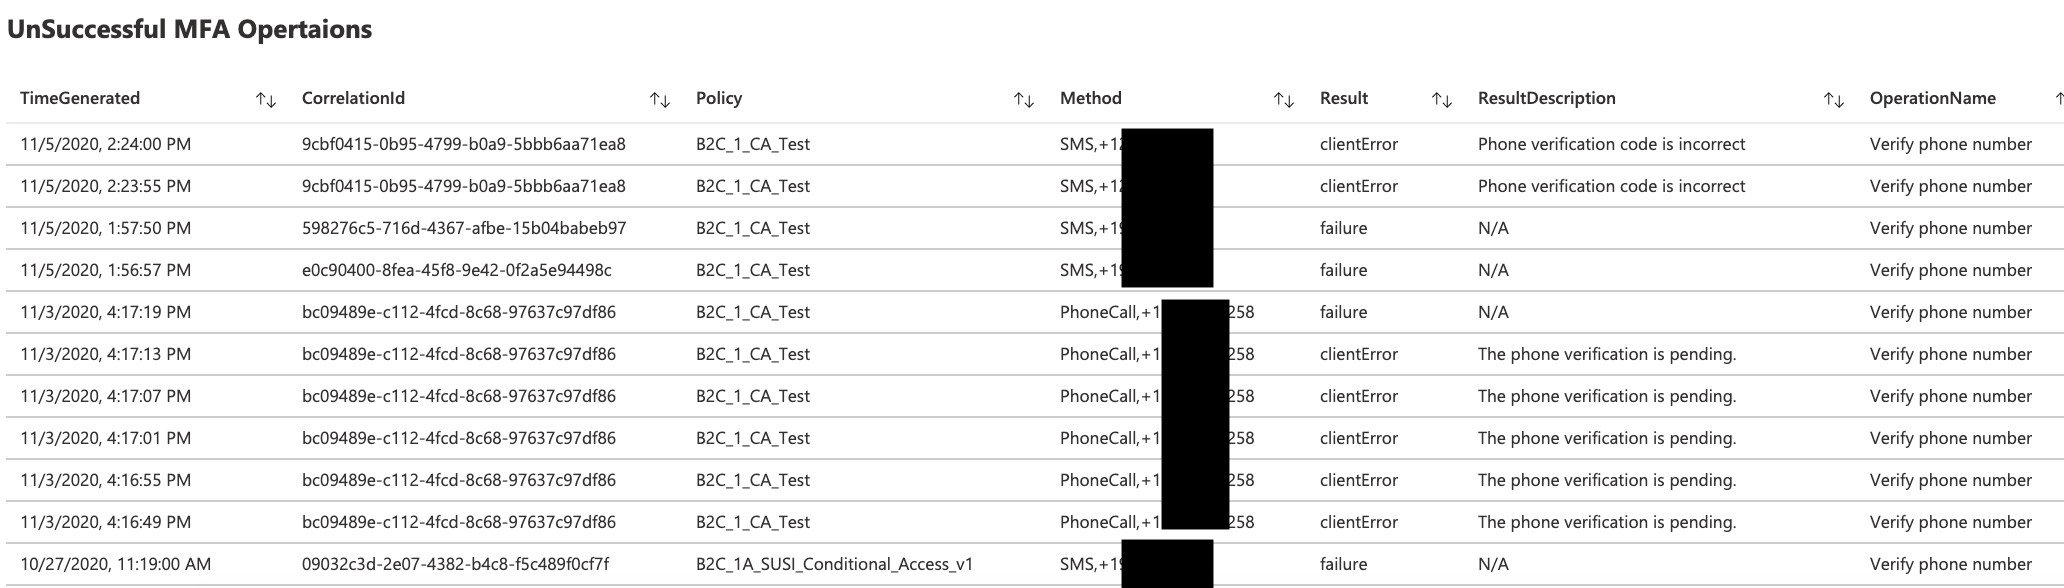 UnSuccessful MFA Opertaions
TimeGenerated ↑↓ CorrelationId ↑↓ Policy ↑↓ Method ↑↓ Result ↑↓ ResultDescription ↑↓ OperationName ↑
11/5/2020, 2:24:00 PM 9cbf0415-0b95-4799-b0a9-5bbb6aa71ea8 B2C_1_CA_Test SMS,+12 clientError Phone verification code is incorrect Verify phone number
11/5/2020, 2:23:55 PM 9cbf0415-0b95-4799-b0a9-5bbb6aa71ea8 B2C_1_CA_Test SMS,+12 clientError Phone verification code is incorrect Verify phone number
11/5/2020, 1:57:50 PM 598276c5-716d-4367-afbe-15b04babeb97 B2C_1_CA_Test SMS,+19 failure N/A Verify phone number
11/5/2020, 1:56:57 PM e0c90400-8fea-45f8-9e42-0f2a5e94498c B2C_1_CA_Test SMS,+19 failure N/A Verify phone number
11/3/2020, 4:17:19 PM bc09489e-c112-4fcd-8c68-97637c97df86 B2C_1_CA_Test PhoneCall,+1 258 failure N/A Verify phone number
11/3/2020, 4:17:13 PM bc09489e-c112-4fcd-8c68-97637c97df86 B2C_1_CA_Test PhoneCall,+1 258 clientError The phone verification is pending. Verify phone number
11/3/2020, 4:17:07 PM bc09489e-c112-4fcd-8c68-97637c97df86 B2C_1_CA_Test PhoneCall,+1 258 clientError The phone verification is pending. Verify phone number
11/3/2020, 4:17:01 PM bc09489e-c112-4fcd-8c68-97637c97df86 B2C_1_CA_Test PhoneCall,+1 258 clientError The phone verification is pending. Verify phone number
11/3/2020, 4:16:55 PM bc09489e-c112-4fcd-8c68-97637c97df86 B2C_1_CA_Test PhoneCall,+1 258 clientError The phone verification is pending. Verify phone number
11/3/2020, 4:16:49 PM bc09489e-c112-4fcd-8c68-97637c97df86 B2C_1_CA_Test PhoneCall,+1 258 clientError The phone verification is pending. Verify phone number
10/27/2020, 11:19:00 AM 09032c3d-2e07-4382-b4c8-f5c489f0cf7f B2C_1A_SUSI_Conditional_Access_v1 SMS,+19 failure N/A Verify phone number